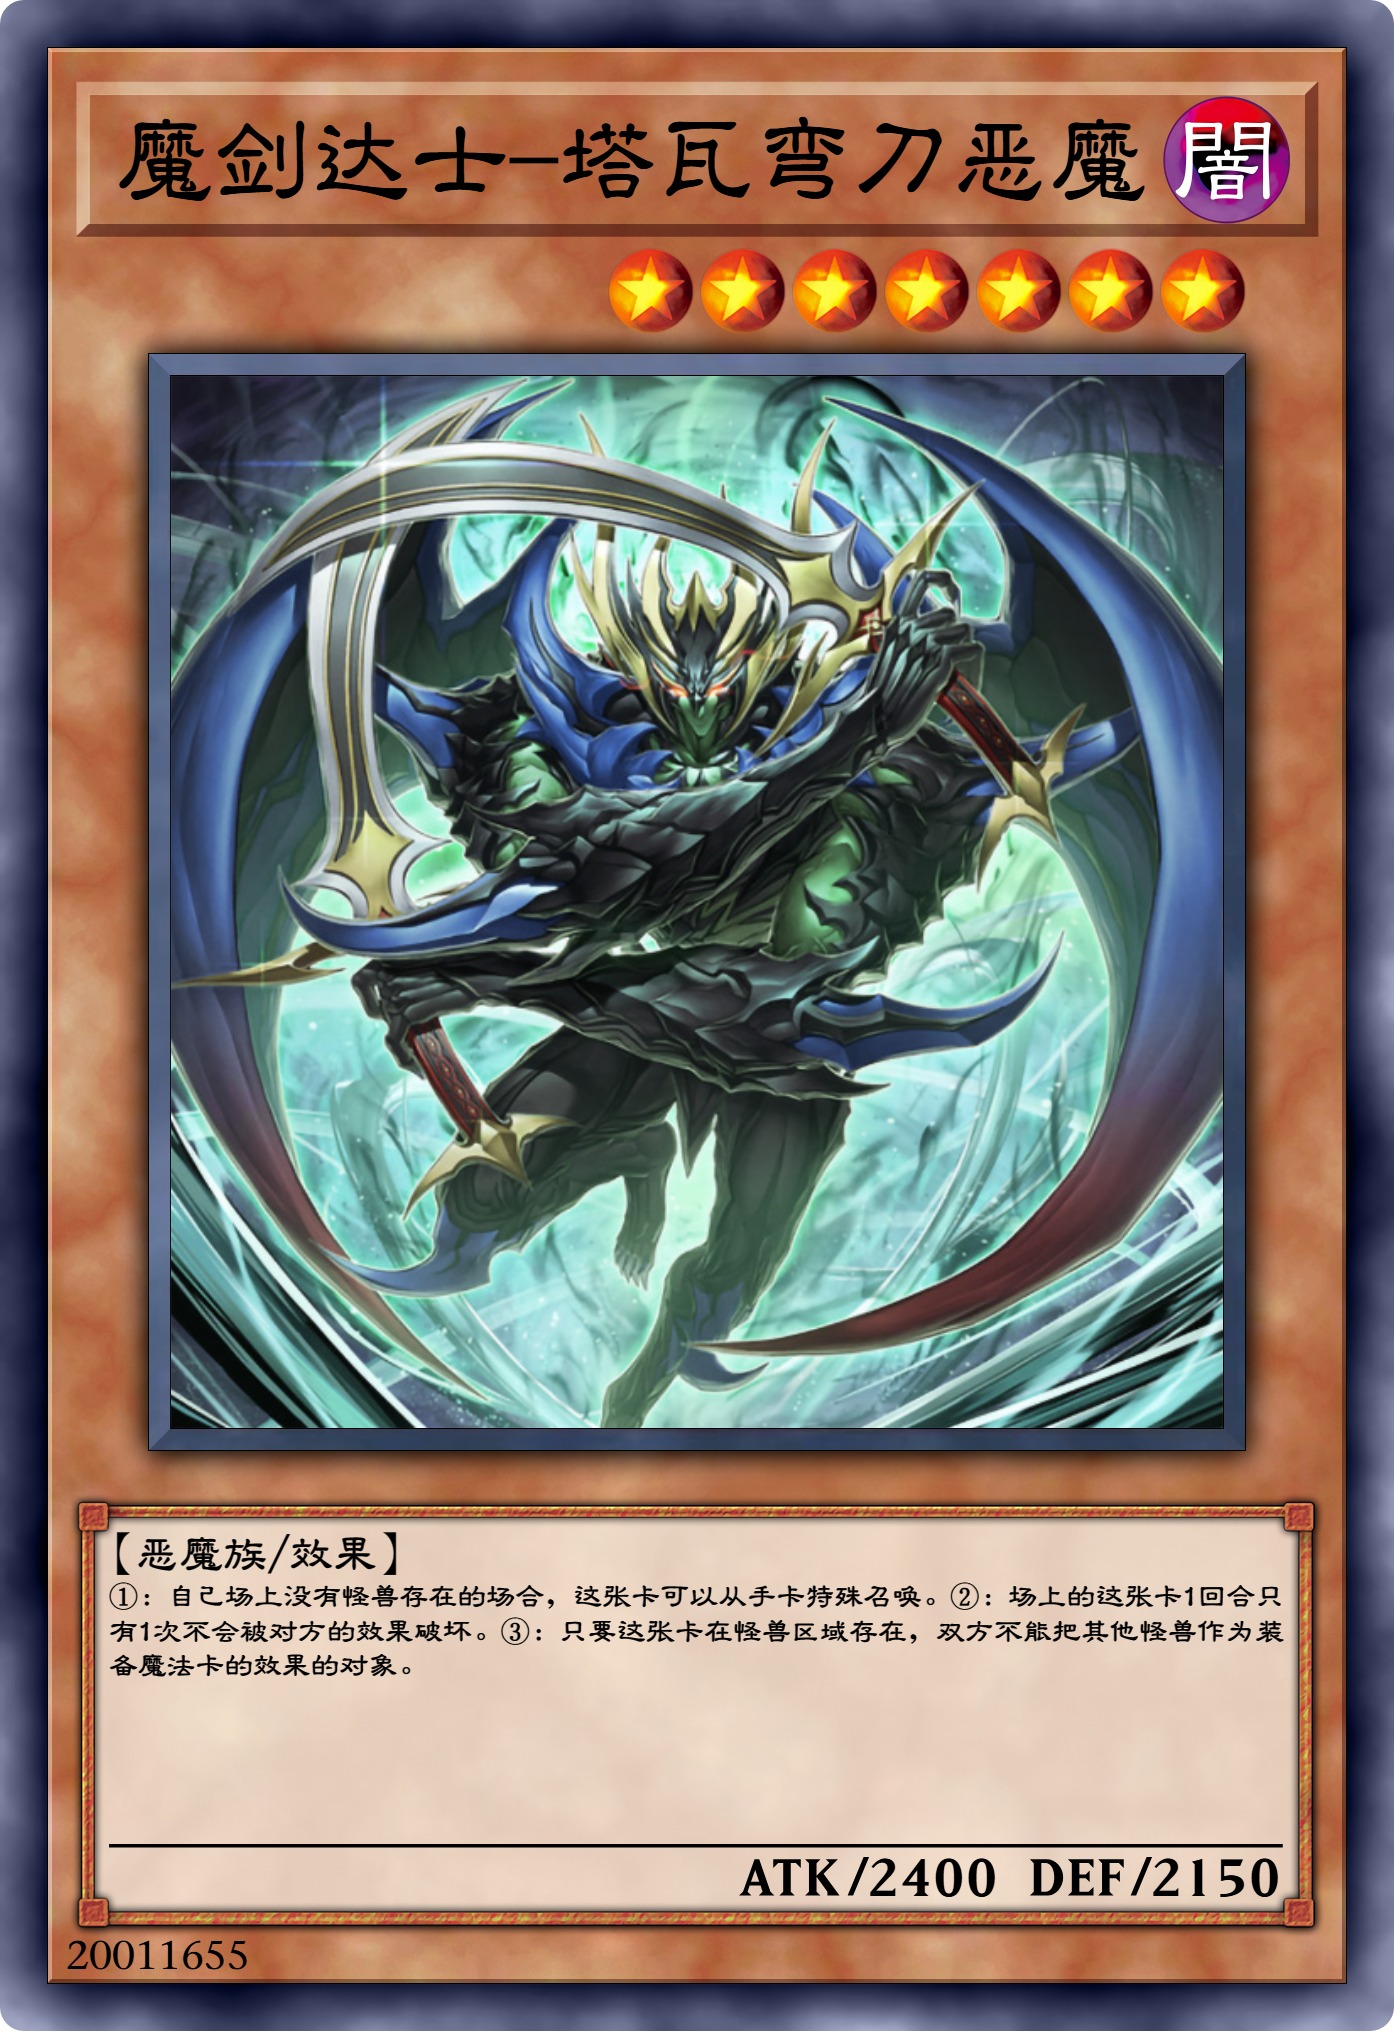 魔剑达士-塔瓦弯刀恶魔 闇
【恶魔族/效果】
①：自己场上没有怪兽存在的场合，这张卡可以从手卡特殊召唤。②：场上的这张卡1回合只
有1次不会被对方的效果破坏。③：只要这张卡在怪兽区域存在，双方不能把其他怪兽作为装
备魔法卡的效果的对象。
ATK/2400 DEF/2150
20011655